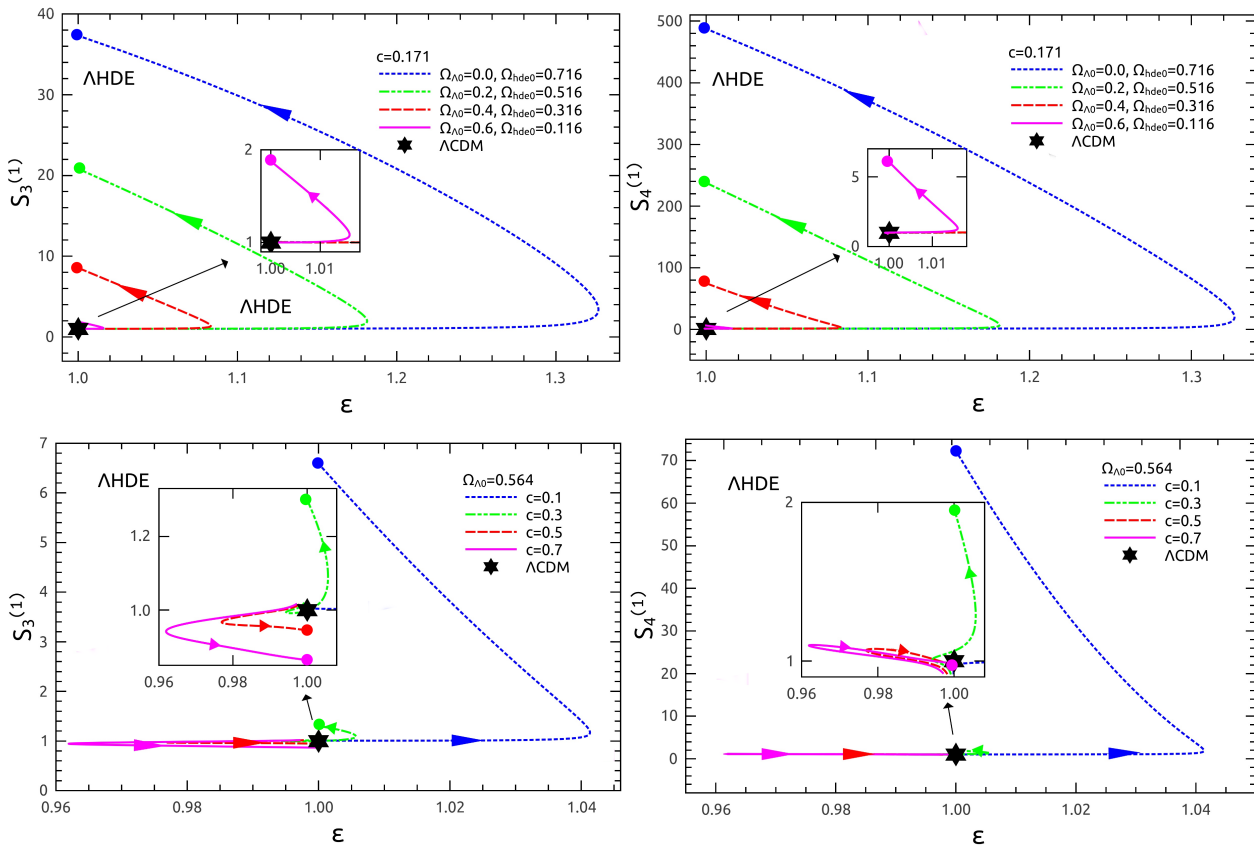 40
30
20
10
0
S₃⁽¹⁾
ΛHDE
c=0.171
Ω_Λ0=0.0, Ω_hde0=0.716
Ω_Λ0=0.2, Ω_hde0=0.516
Ω_Λ0=0.4, Ω_hde0=0.316
Ω_Λ0=0.6, Ω_hde0=0.116
ΛCDM
2
1
1.00 1.01
ΛHDE
1.0 1.1 1.2 1.3
ε
500
450
400
350
300
250
200
150
100
50
0
S₄⁽¹⁾
ΛHDE
c=0.171
Ω_Λ0=0.0, Ω_hde0=0.716
Ω_Λ0=0.2, Ω_hde0=0.516
Ω_Λ0=0.4, Ω_hde0=0.316
Ω_Λ0=0.6, Ω_hde0=0.116
ΛCDM
5
0
1.00 1.01
1.0 1.1 1.2 1.3
ε
7
6
5
4
3
2
1
0
S₃⁽¹⁾
ΛHDE
Ω_Λ0=0.564
c=0.1
c=0.3
c=0.5
c=0.7
ΛCDM
1.2
1.0
0.96 0.98 1.00
0.96 0.98 1.00 1.02 1.04
ε
70
60
50
40
30
20
10
0
S₄⁽¹⁾
ΛHDE
Ω_Λ0=0.564
c=0.1
c=0.3
c=0.5
c=0.7
ΛCDM
2
1
0.96 0.98 1.00
0.96 0.98 1.00 1.02 1.04
ε